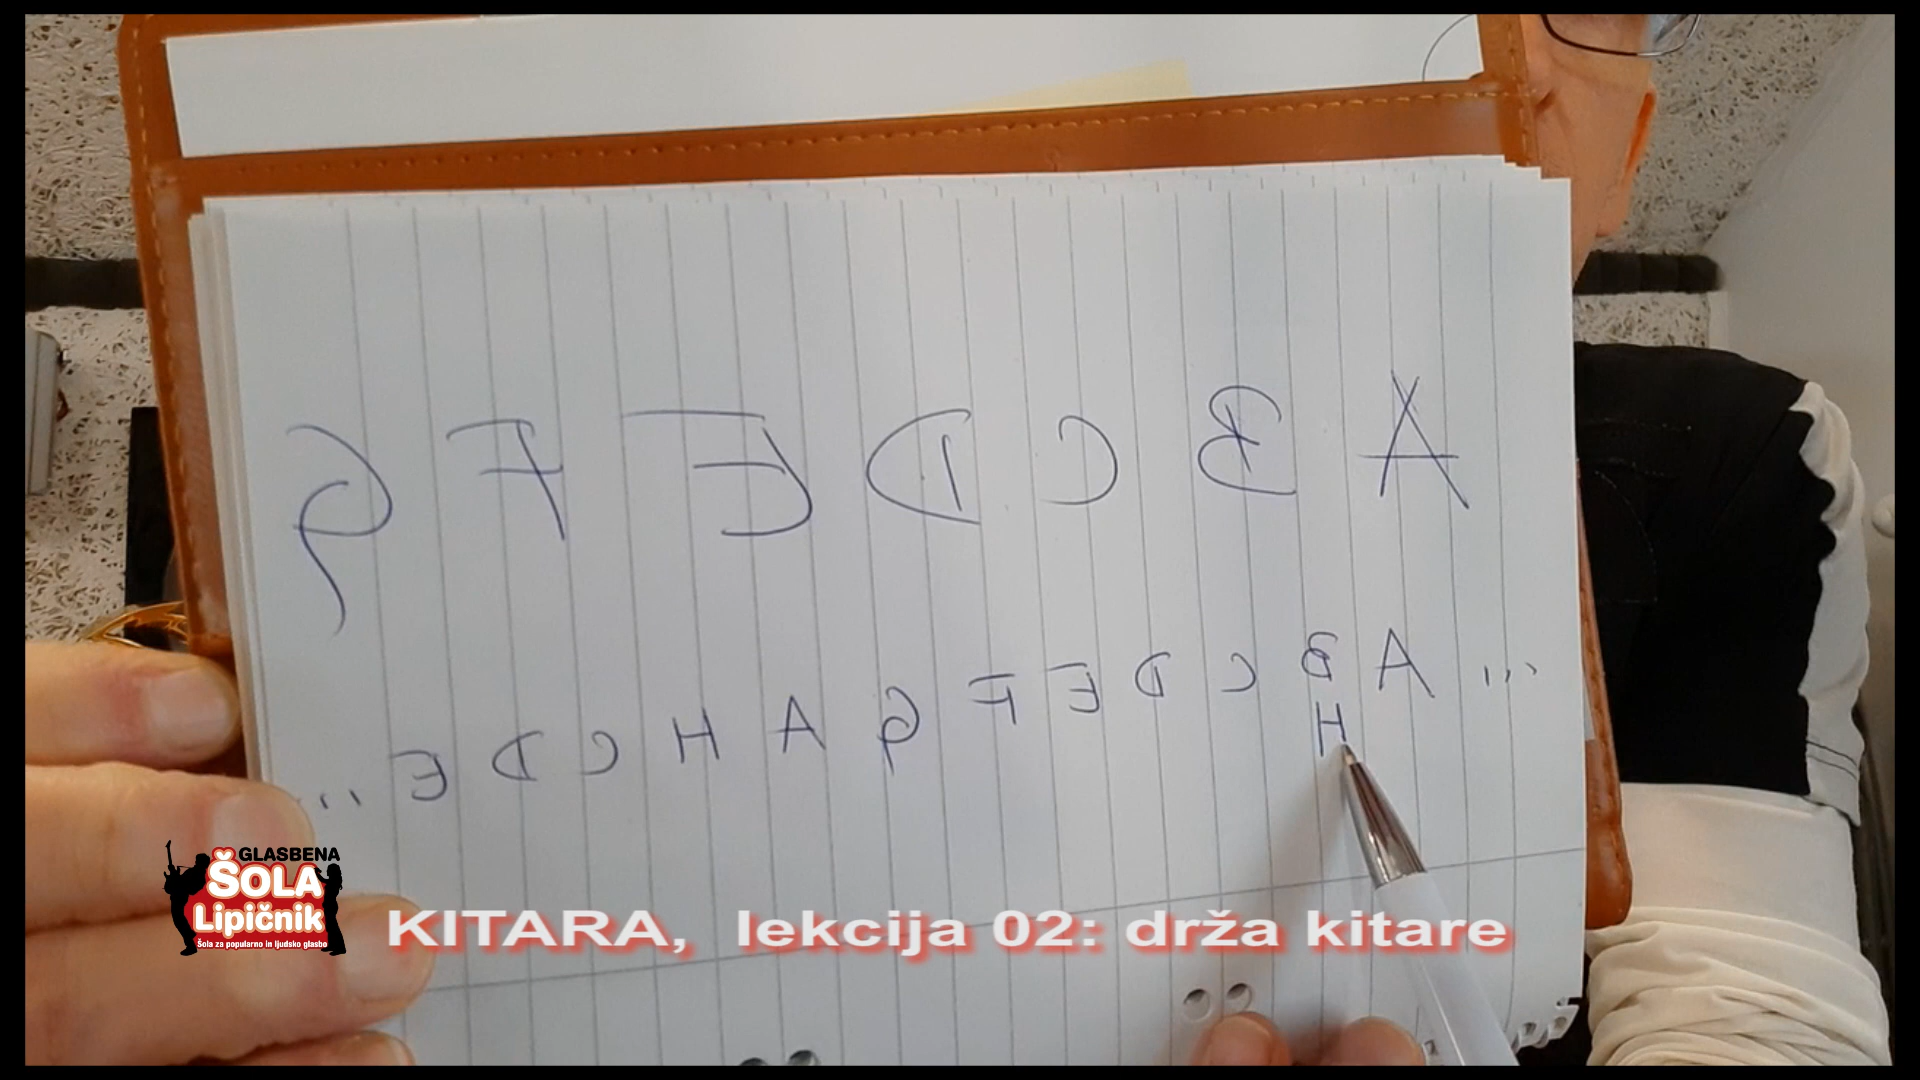 A B C D E F G
... A B C D E F G A H C D E ...
H
GLASBENA
ŠOLA
Lipičnik
Šola za popularno in ljudsko glasbo
KITARA, lekcija 02: drža kitare